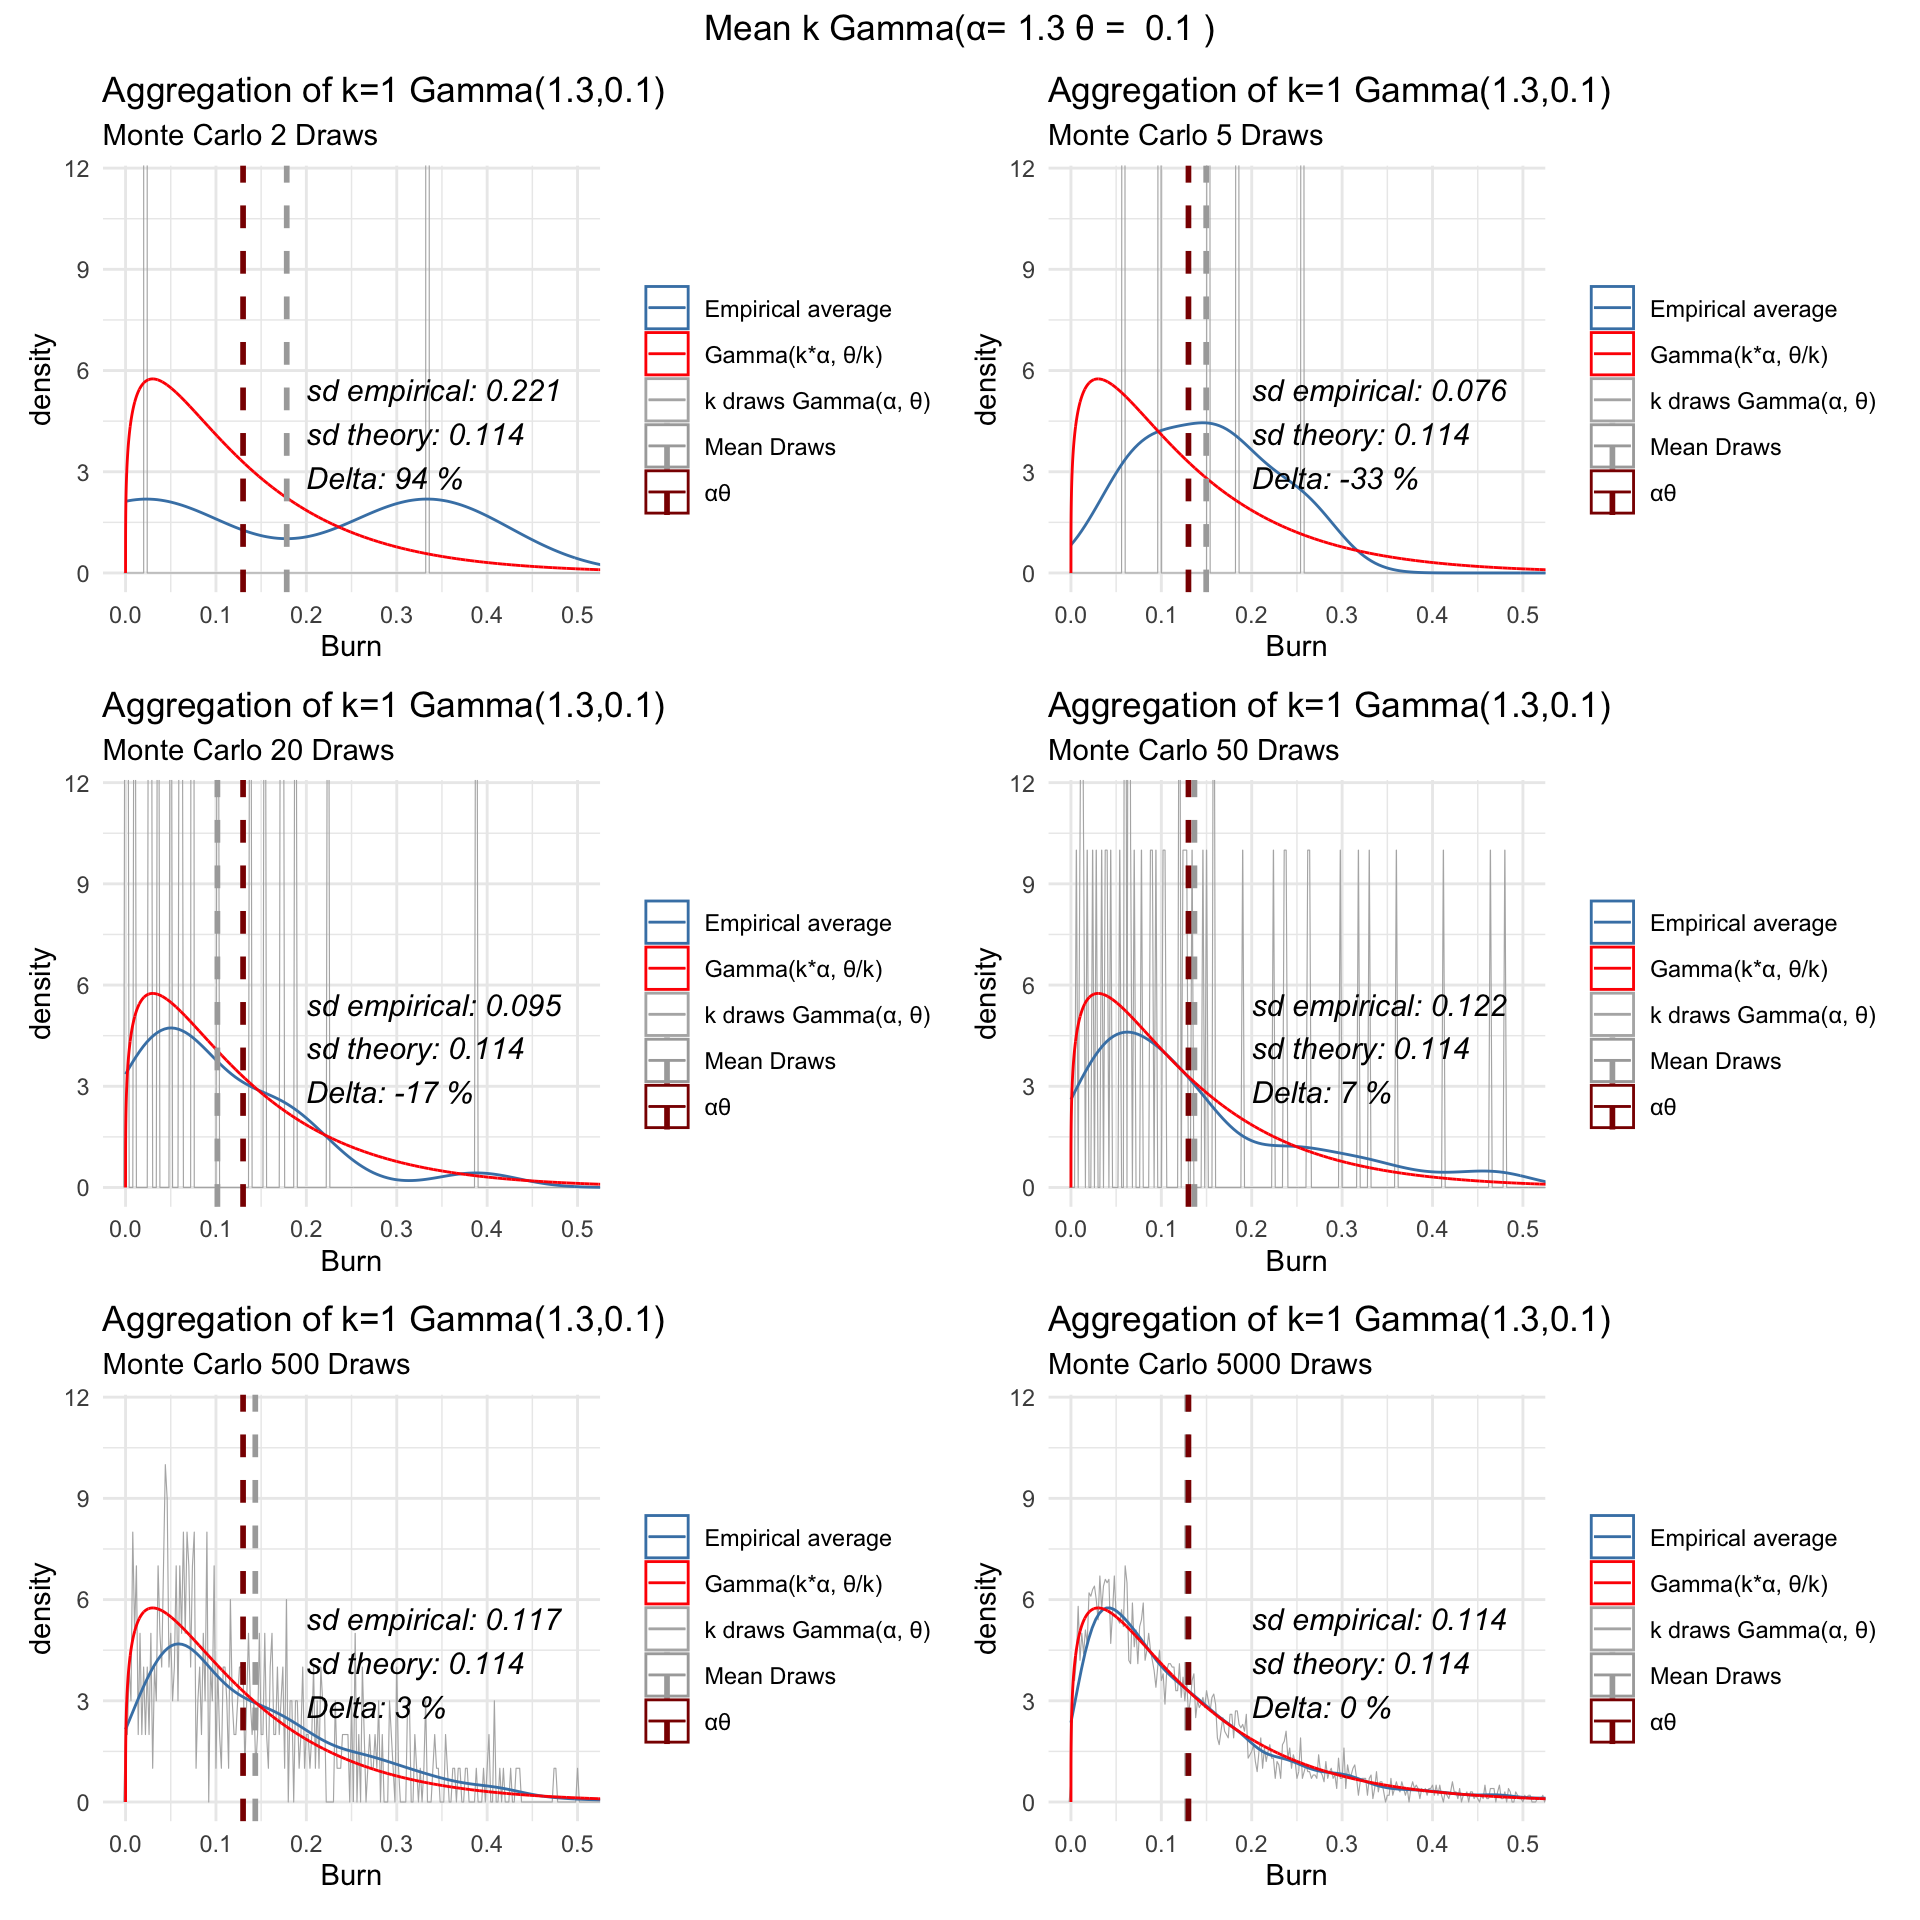 Mean k Gamma(α= 1.3 θ =  0.1 )
Aggregation of k=1 Gamma(1.3,0.1)
Monte Carlo 2 Draws
12
9
6
3
0
density
sd empirical: 0.221
sd theory: 0.114
Delta: 94 %
0.0 0.1 0.2 0.3 0.4 0.5
Burn
Empirical average
Gamma(k*α, θ/k)
k draws Gamma(α, θ)
Mean Draws
αθ
Aggregation of k=1 Gamma(1.3,0.1)
Monte Carlo 5 Draws
12
9
6
3
0
density
sd empirical: 0.076
sd theory: 0.114
Delta: -33 %
0.0 0.1 0.2 0.3 0.4 0.5
Burn
Empirical average
Gamma(k*α, θ/k)
k draws Gamma(α, θ)
Mean Draws
αθ
Aggregation of k=1 Gamma(1.3,0.1)
Monte Carlo 20 Draws
12
9
6
3
0
density
sd empirical: 0.095
sd theory: 0.114
Delta: -17 %
0.0 0.1 0.2 0.3 0.4 0.5
Burn
Empirical average
Gamma(k*α, θ/k)
k draws Gamma(α, θ)
Mean Draws
αθ
Aggregation of k=1 Gamma(1.3,0.1)
Monte Carlo 50 Draws
12
9
6
3
0
density
sd empirical: 0.122
sd theory: 0.114
Delta: 7 %
0.0 0.1 0.2 0.3 0.4 0.5
Burn
Empirical average
Gamma(k*α, θ/k)
k draws Gamma(α, θ)
Mean Draws
αθ
Aggregation of k=1 Gamma(1.3,0.1)
Monte Carlo 500 Draws
12
9
6
3
0
density
sd empirical: 0.117
sd theory: 0.114
Delta: 3 %
0.0 0.1 0.2 0.3 0.4 0.5
Burn
Empirical average
Gamma(k*α, θ/k)
k draws Gamma(α, θ)
Mean Draws
αθ
Aggregation of k=1 Gamma(1.3,0.1)
Monte Carlo 5000 Draws
12
9
6
3
0
density
sd empirical: 0.114
sd theory: 0.114
Delta: 0 %
0.0 0.1 0.2 0.3 0.4 0.5
Burn
Empirical average
Gamma(k*α, θ/k)
k draws Gamma(α, θ)
Mean Draws
αθ